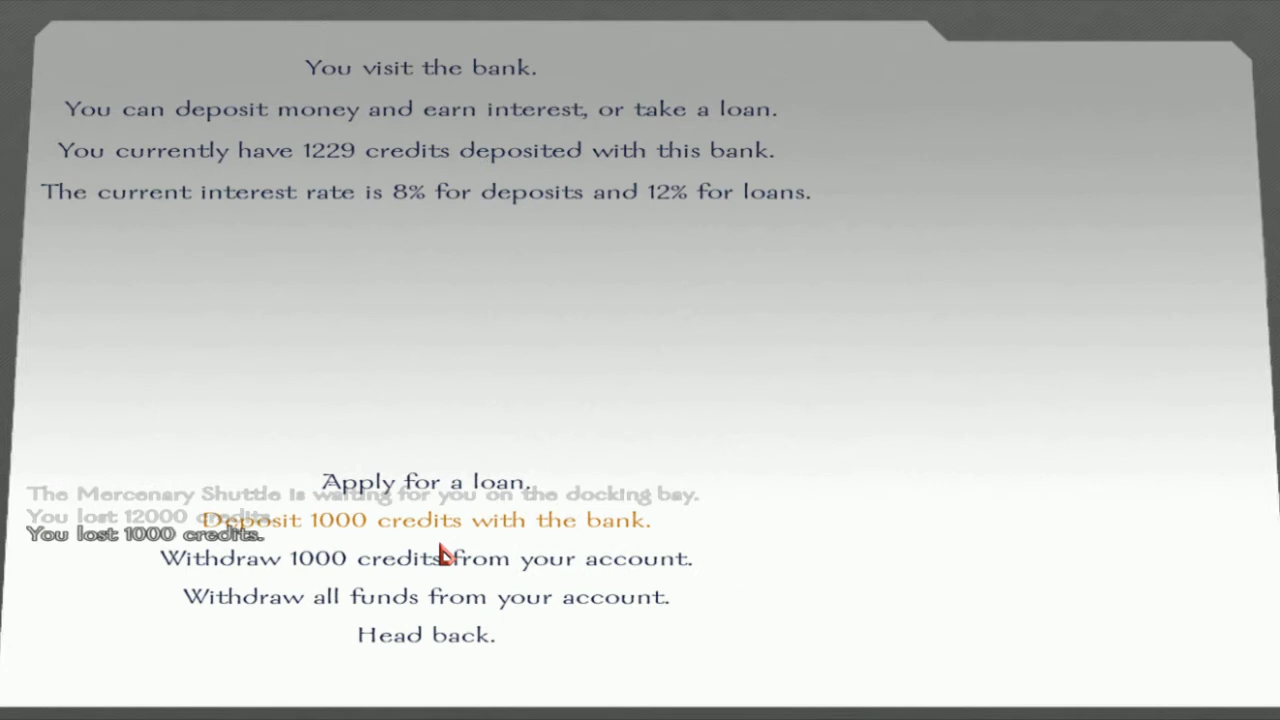 You visit the bank.
You can deposit money and earn interest, or take a loan.
You currently have 1229 credits deposited with this bank.
The current interest rate is 8% for deposits and 12% for loans.
Apply for a loan.
The Mercenary Shuttle is waiting for you on the docking bay.
You lost 12000 credits.
Deposit 1000 credits with the bank.
You lost 1000 credits.
Withdraw 1000 credits from your account.
Withdraw all funds from your account.
Head back.